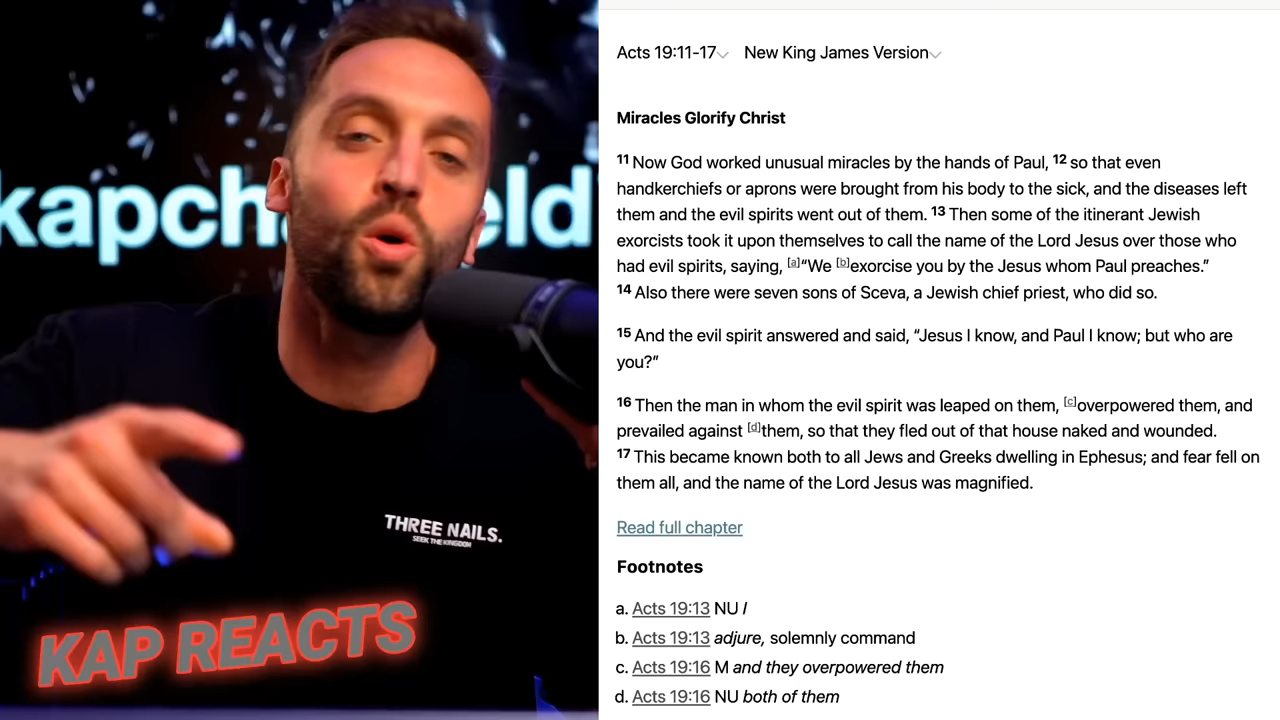 kapch eld
THREE NAILS.
SEEK THE KINGDOM
KAP REACTS
Acts 19:11-17 New King James Version
Miracles Glorify Christ
11 Now God worked unusual miracles by the hands of Paul, 12 so that even
handkerchiefs or aprons were brought from his body to the sick, and the diseases left
them and the evil spirits went out of them. 13 Then some of the itinerant Jewish
exorcists took it upon themselves to call the name of the Lord Jesus over those who
had evil spirits, saying, [a]“We [b]exorcise you by the Jesus whom Paul preaches.”
14 Also there were seven sons of Sceva, a Jewish chief priest, who did so.
15 And the evil spirit answered and said, “Jesus I know, and Paul I know; but who are
you?”
16 Then the man in whom the evil spirit was leaped on them, [c]overpowered them, and
prevailed against [d]them, so that they fled out of that house naked and wounded.
17 This became known both to all Jews and Greeks dwelling in Ephesus; and fear fell on
them all, and the name of the Lord Jesus was magnified.
Read full chapter
Footnotes
a. Acts 19:13 NU I
b. Acts 19:13 adjure, solemnly command
c. Acts 19:16 M and they overpowered them
d. Acts 19:16 NU both of them